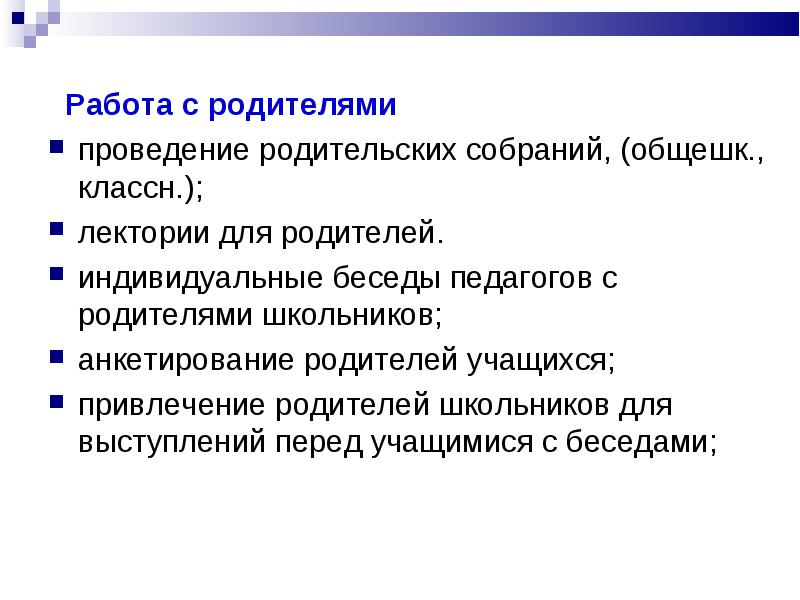 Работа с родителями
проведение родительских собраний, (общешк.,
классн.);
лектории для родителей.
индивидуальные беседы педагогов с
родителями школьников;
анкетирование родителей учащихся;
привлечение родителей школьников для
выступлений перед учащимися с беседами;